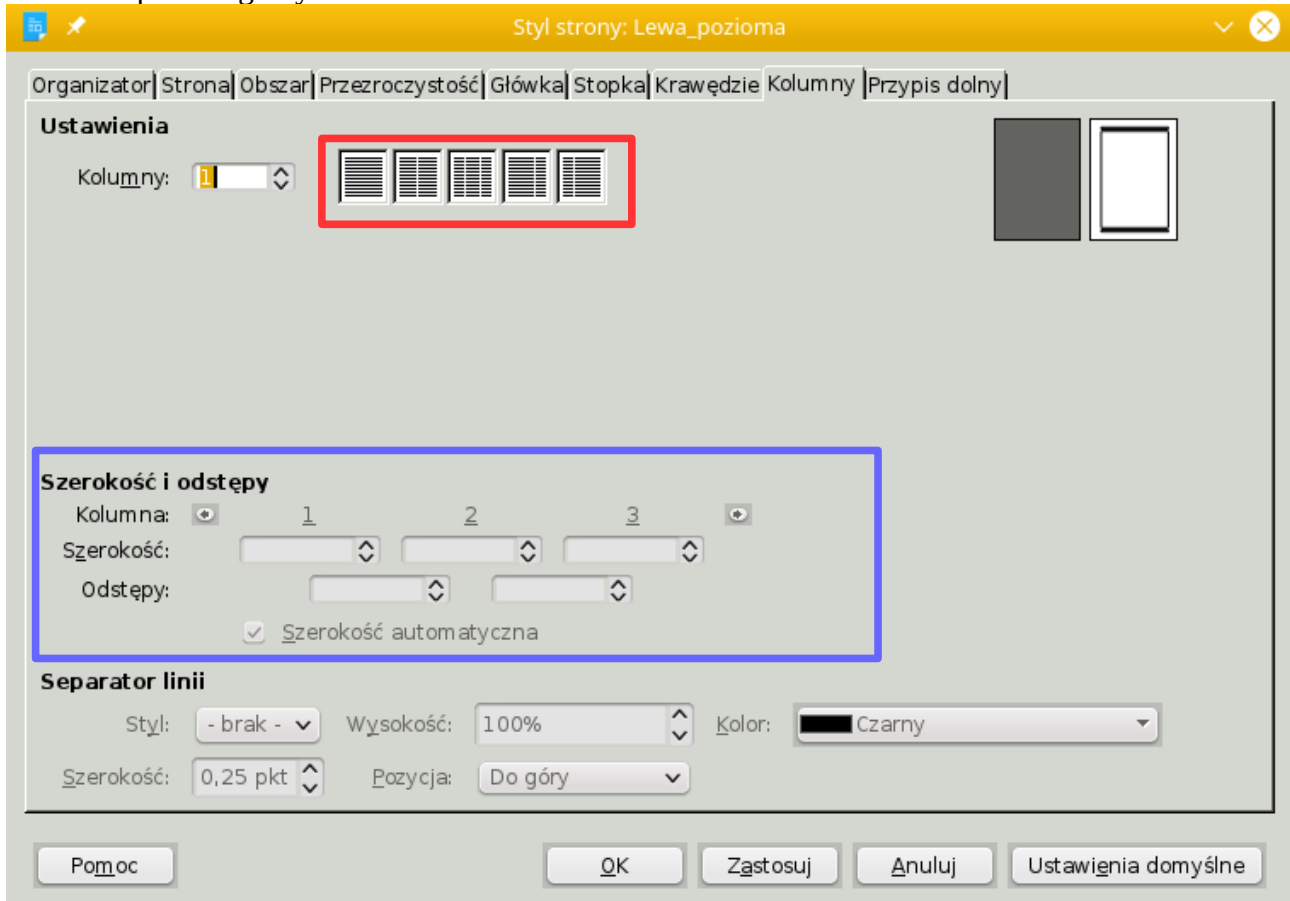 Styl strony: Lewa_pozioma
Organizator Strona Obszar Przezroczystość Główka Stopka Krawędzie Kolumny Przypis dolny
Ustawienia
Kolumny: 1
Szerokość i odstępy
Kolumna: 1 2 3
Szerokość:
Odstępy:
Szerokość automatyczna
Separator linii
Styl: - brak - Wysokość: 100% Kolor: Czarny
Szerokość: 0,25 pkt Pozycja: Do góry
Pomoc OK Zastosuj Anuluj Ustawienia domyślne